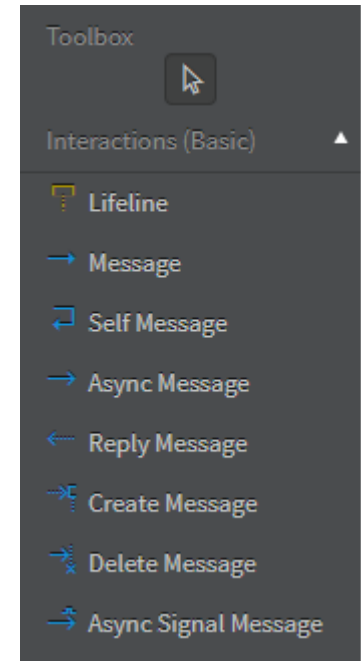 Toolbox
Interactions (Basic)
Lifeline
Message
Self Message
Async Message
Reply Message
Create Message
Delete Message
Async Signal Message